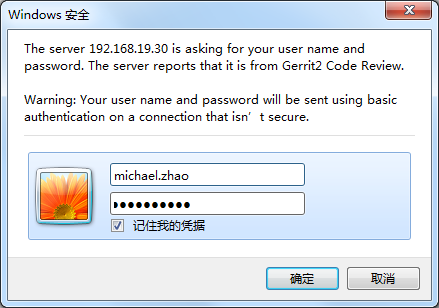 Windows 安全
The server 192.168.19.30 is asking for your user name and
password. The server reports that it is from Gerrit2 Code Review.
Warning: Your user name and password will be sent using basic
authentication on a connection that isn't secure.
michael.zhao
●●●●●●●●●●
记住我的凭据
确定
取消